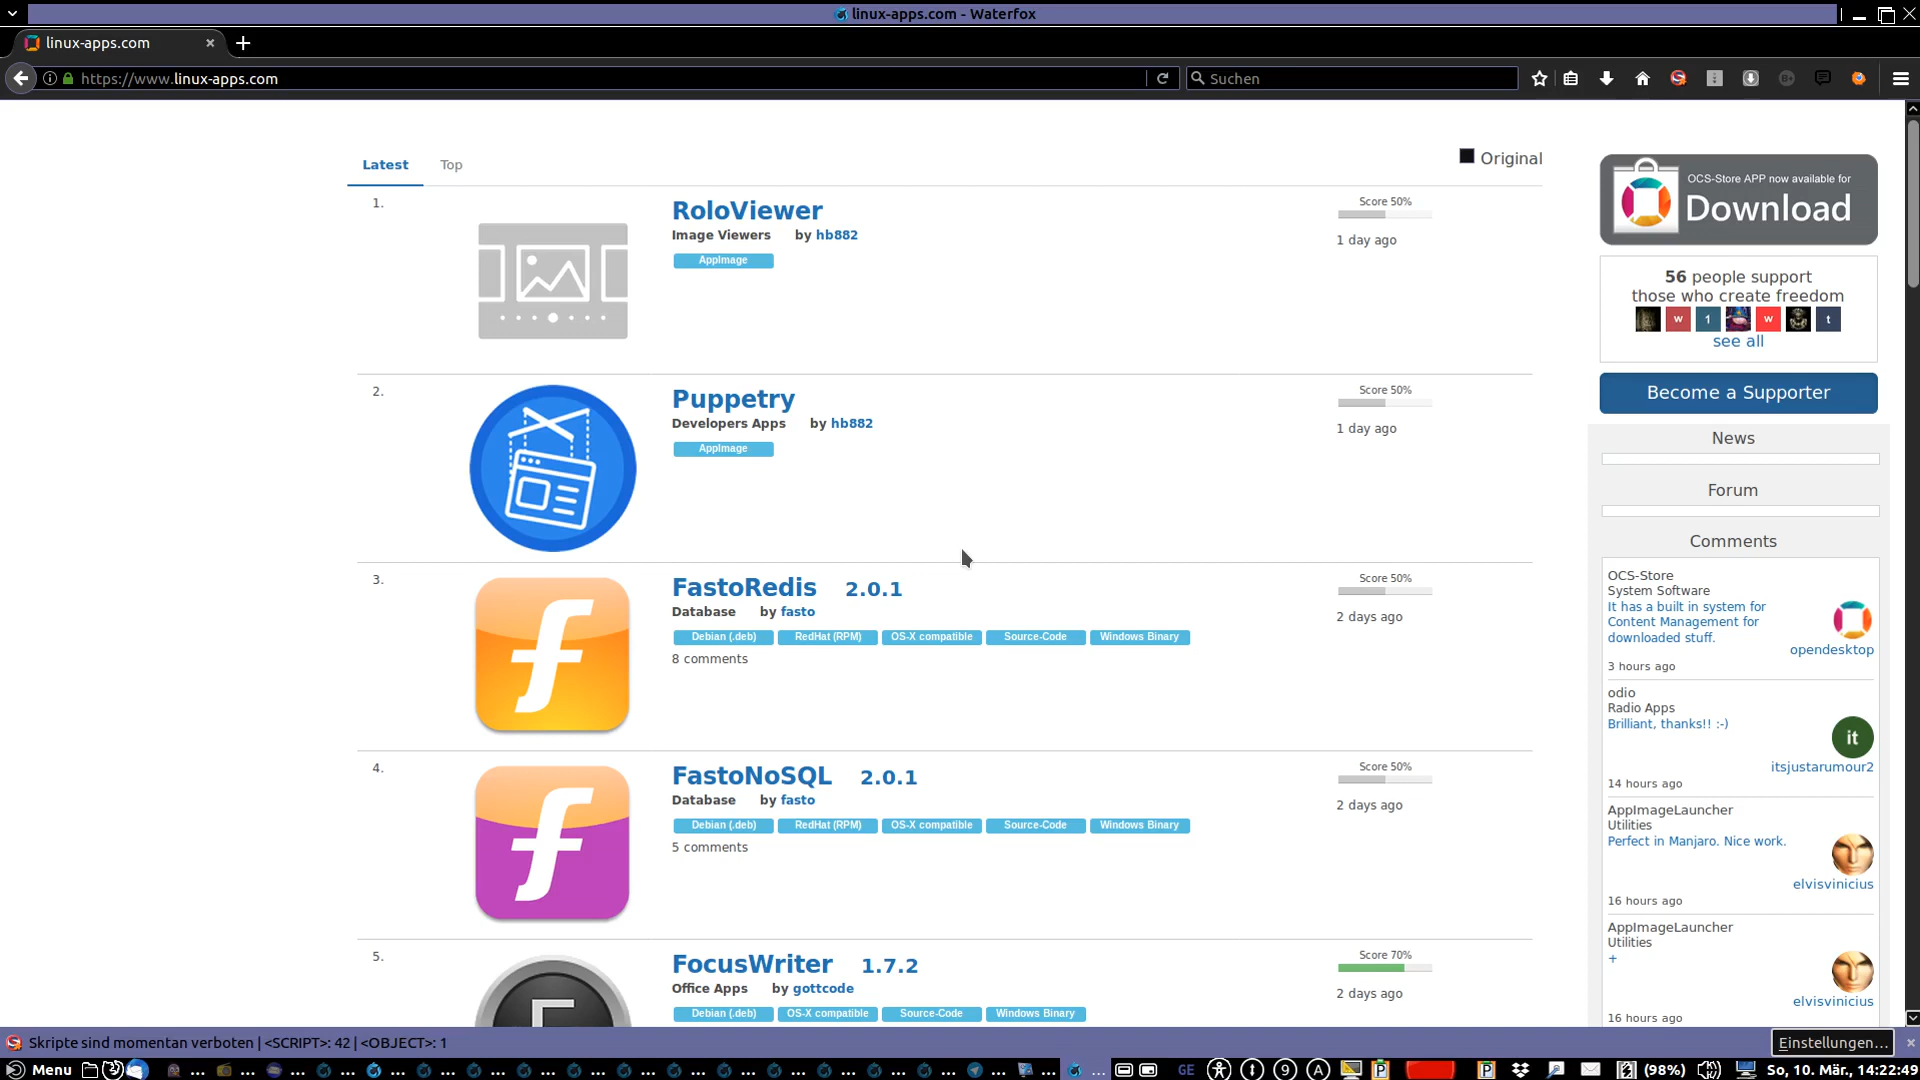 linux-apps.com - Waterfox
linux-apps.com
https://www.linux-apps.com
Suchen
Latest
Top
Original
1.
RoloViewer
Image Viewers by hb882
AppImage
Score 50%
1 day ago
2.
Puppetry
Developers Apps by hb882
AppImage
Score 50%
1 day ago
3.
FastoRedis 2.0.1
Database by fasto
Debian (.deb) RedHat (RPM) OS-X compatible Source-Code Windows Binary
8 comments
Score 50%
2 days ago
4.
FastoNoSQL 2.0.1
Database by fasto
Debian (.deb) RedHat (RPM) OS-X compatible Source-Code Windows Binary
5 comments
Score 50%
2 days ago
5.
FocusWriter 1.7.2
Office Apps by gottcode
Debian (.deb) OS-X compatible Source-Code Windows Binary
Score 70%
2 days ago
OCS-Store APP now available for
Download
56 people support
those who create freedom
w 1 w t
see all
Become a Supporter
News
Forum
Comments
OCS-Store
System Software
It has a built in system for
Content Management for
downloaded stuff.
opendesktop
3 hours ago
odio
Radio Apps
Brilliant, thanks!! :-)
it
itsjustarumour2
14 hours ago
AppImageLauncher
Utilities
Perfect in Manjaro. Nice work.
elvisvinicius
16 hours ago
AppImageLauncher
Utilities
+
elvisvinicius
16 hours ago
Skripte sind momentan verboten | <SCRIPT>: 42 | <OBJECT>: 1
Einstellungen...
Menu ... ... ... ... ... ... ... ... ... ... ... ... ... ... ... ... ... ... ... GE (98%) So, 10. Mär., 14:22:49